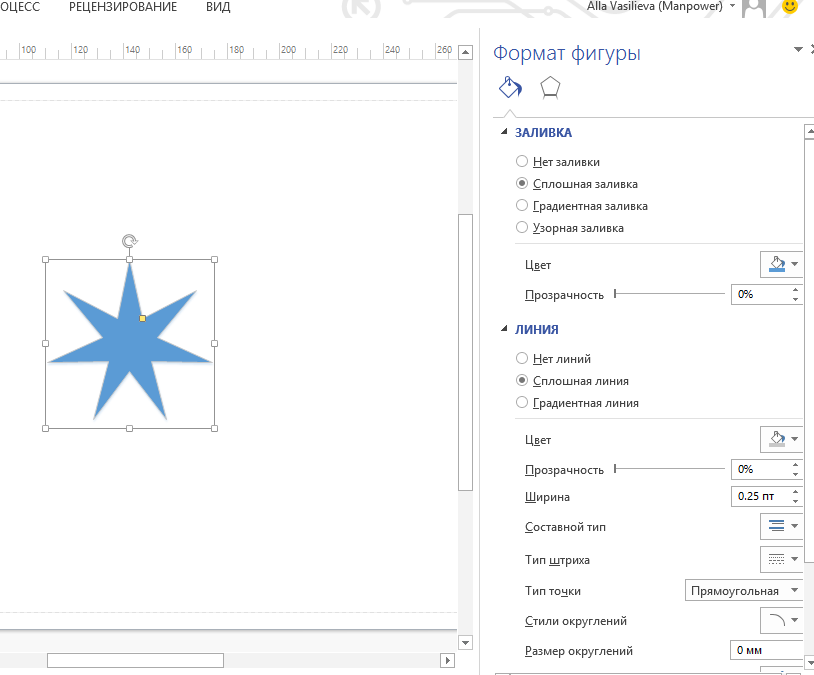 ОЦЕСС РЕЦЕНЗИРОВАНИЕ ВИД Alla Vasilieva (Manpower)
100 120 140 160 180 200 220 240 260
Формат фигуры
ЗАЛИВКА
Нет заливки
Сплошная заливка
Градиентная заливка
Узорная заливка
Цвет
Прозрачность 0%
ЛИНИЯ
Нет линий
Сплошная линия
Градиентная линия
Цвет
Прозрачность 0%
Ширина 0.25 пт
Составной тип
Тип штриха
Тип точки Прямоугольная
Стили округлений
Размер округлений 0 мм